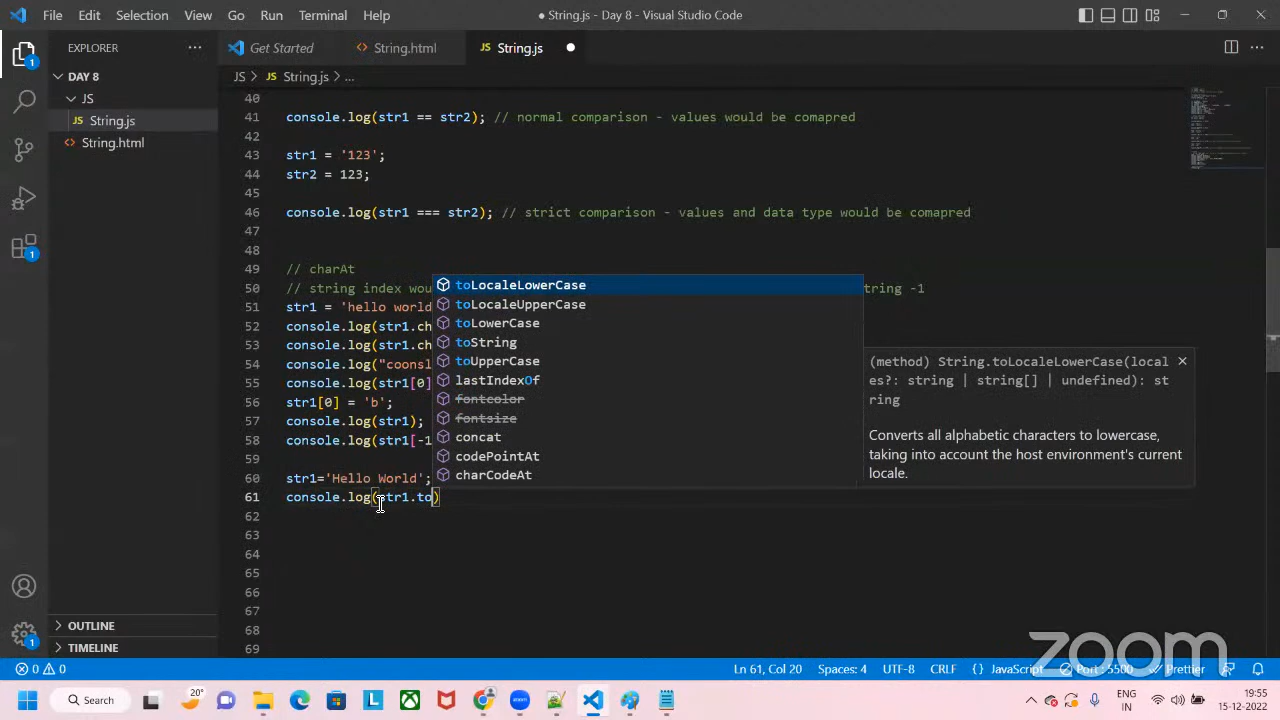 File Edit Selection View Go Run Terminal Help
● String.js - Day 8 - Visual Studio Code
EXPLORER
Get Started
String.html
String.js
DAY 8
JS
String.js
String.html
JS > String.js > ...
40
41 console.log(str1 == str2); // normal comparison - values would be comapred
42
43 str1 = '123';
44 str2 = 123;
45
46 console.log(str1 === str2); // strict comparison - values and data type would be comapred
47
48
49 // charAt
50 // string index wou tring -1
51 str1 = 'hello world
52 console.log(str1.ch
53 console.log(str1.ch
54 console.log("coonsl
55 console.log(str1[0]
56 str1[0] = 'b';
57 console.log(str1);
58 console.log(str1[-1
59
60 str1='Hello World';
61 console.log(str1.to)
62
63
64
65
66
67
68
69
toLocaleLowerCase
toLocaleUpperCase
toLowerCase
toString
toUpperCase
lastIndexOf
fontcolor
fontsize
concat
codePointAt
charCodeAt
(method) String.toLocaleLowerCase(local
es?: string | string[] | undefined): st
ring
Converts all alphabetic characters to lowercase,
taking into account the host environment's current
locale.
OUTLINE
TIMELINE
zoom
0 0
Ln 61, Col 20 Spaces: 4 UTF-8 CRLF {} JavaScript Port : 5500 Prettier
Search
20°
ENG
IN
19:55
15-12-2022